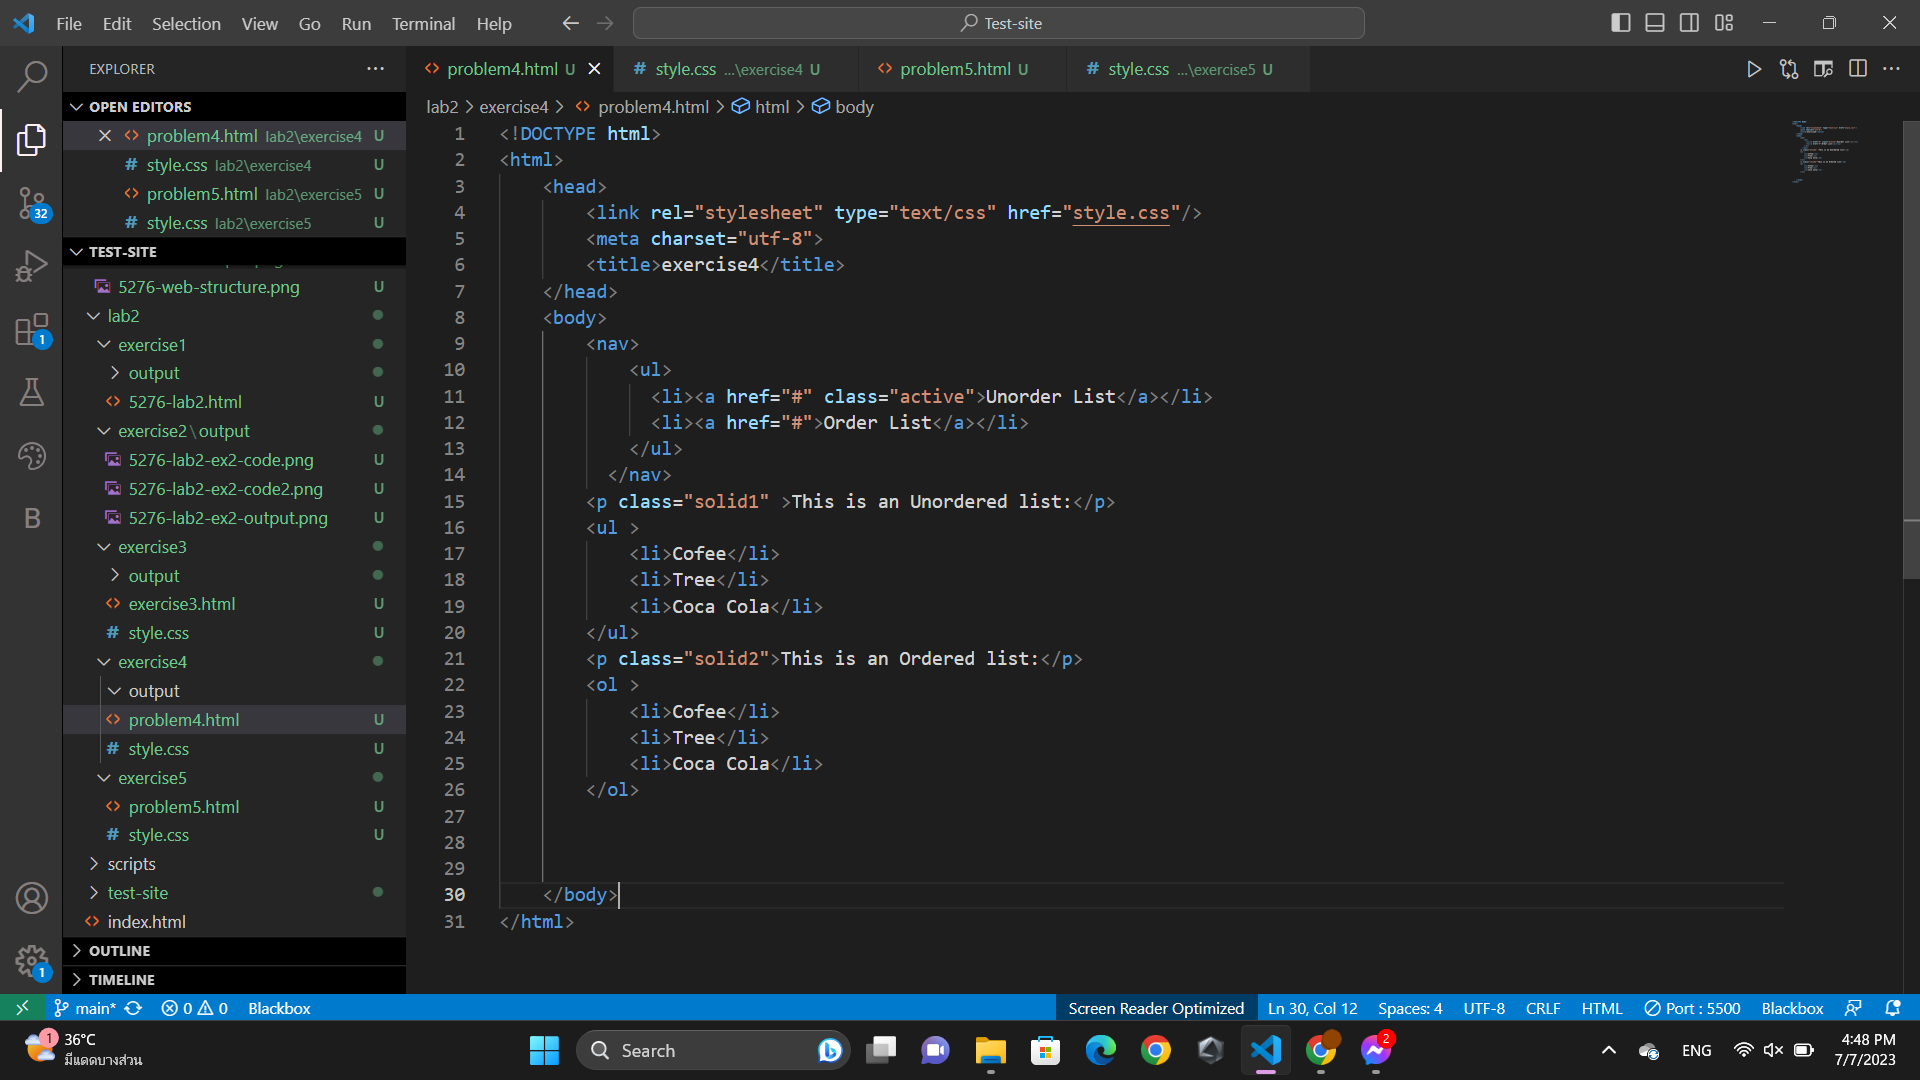 File Edit Selection View Go Run Terminal Help
Test-site
EXPLORER
OPEN EDITORS
problem4.html lab2\exercise4 U
style.css lab2\exercise4 U
problem5.html lab2\exercise5 U
style.css lab2\exercise5 U
TEST-SITE
5276-web-structure.png U
lab2
exercise1
output
5276-lab2.html U
exercise2\output
5276-lab2-ex2-code.png U
5276-lab2-ex2-code2.png U
5276-lab2-ex2-output.png U
exercise3
output
exercise3.html U
style.css U
exercise4
output
problem4.html U
style.css U
exercise5
problem5.html U
style.css U
scripts
test-site
index.html
OUTLINE
TIMELINE
32
1
B
1
problem4.html U
style.css ...\exercise4 U
problem5.html U
style.css ...\exercise5 U
lab2 > exercise4 > problem4.html > html > body
1 <!DOCTYPE html>
2 <html>
3 <head>
4 <link rel="stylesheet" type="text/css" href="style.css"/>
5 <meta charset="utf-8">
6 <title>exercise4</title>
7 </head>
8 <body>
9 <nav>
10 <ul>
11 <li><a href="#" class="active">Unorder List</a></li>
12 <li><a href="#">Order List</a></li>
13 </ul>
14 </nav>
15 <p class="solid1" >This is an Unordered list:</p>
16 <ul >
17 <li>Cofee</li>
18 <li>Tree</li>
19 <li>Coca Cola</li>
20 </ul>
21 <p class="solid2">This is an Ordered list:</p>
22 <ol >
23 <li>Cofee</li>
24 <li>Tree</li>
25 <li>Coca Cola</li>
26 </ol>
27
28
29
30 </body>
31 </html>
main* 0 0 Blackbox
Screen Reader Optimized Ln 30, Col 12 Spaces: 4 UTF-8 CRLF HTML Port : 5500 Blackbox
1
36°C
มีแดดบางส่วน
Search
2
ENG
4:48 PM
7/7/2023